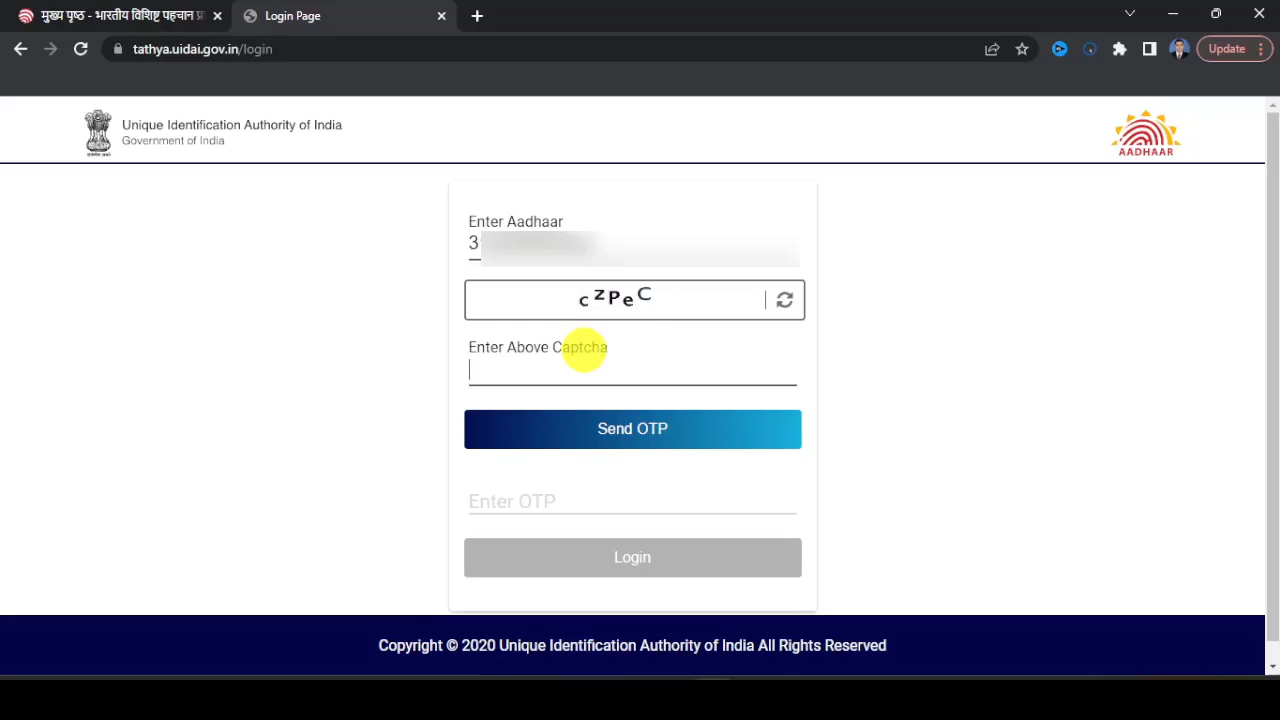 मुख्य पृष्ठ - भारतीय विशिष्ट पहचान
Login Page
tathya.uidai.gov.in/login
Update
Unique Identification Authority of India
Government of India
AADHAAR
Enter Aadhaar
3
c z P e C
Enter Above Captcha
Send OTP
Enter OTP
Login
Copyright © 2020 Unique Identification Authority of India All Rights Reserved